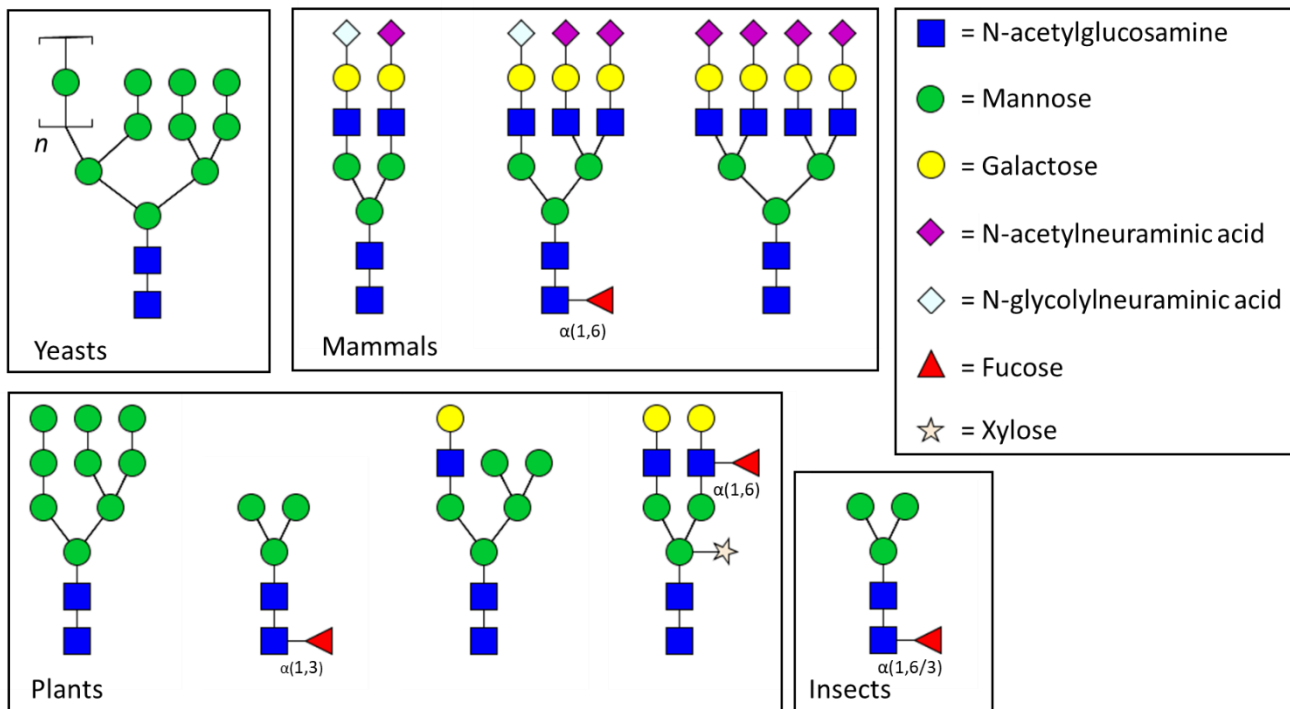 n
Yeasts
α(1,6)
Mammals
= N-acetylglucosamine
= Mannose
= Galactose
= N-acetylneuraminic acid
= N-glycolylneuraminic acid
= Fucose
= Xylose
α(1,3)
α(1,6)
Plants
α(1,6/3)
Insects